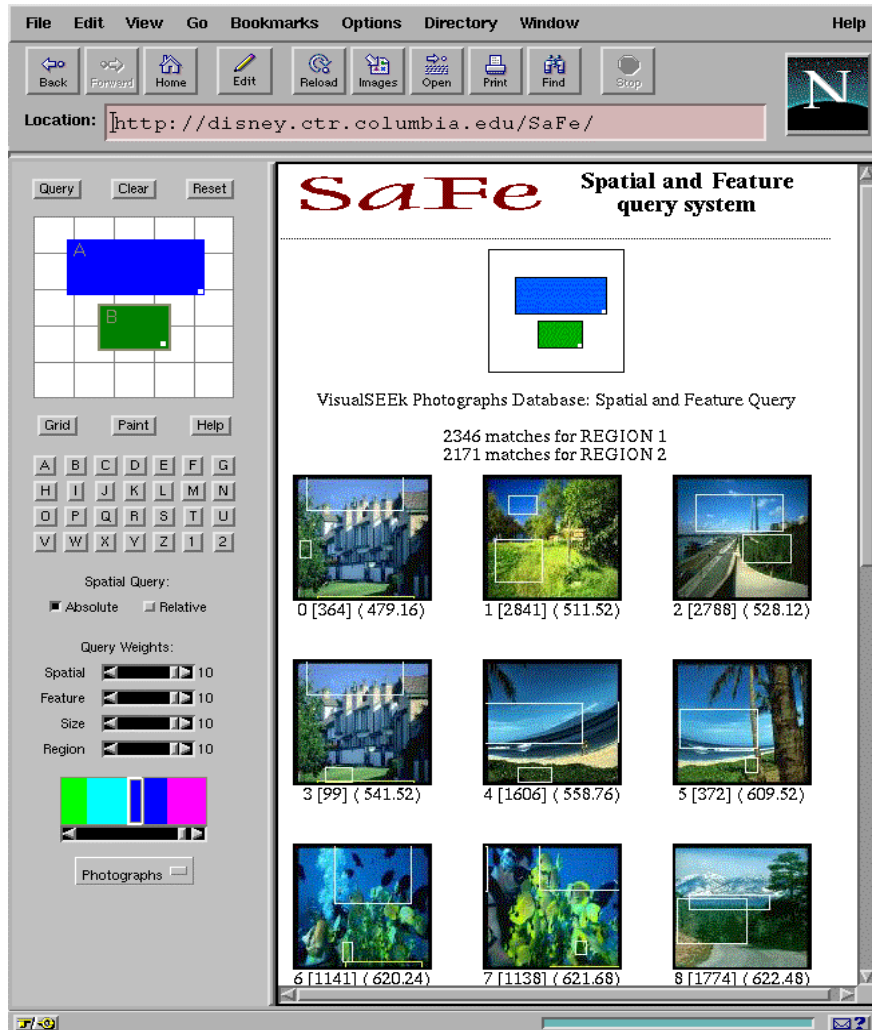 File Edit View Go Bookmarks Options Directory Window Help
Back Forward Home Edit Reload Images Open Print Find Stop
N
Location: http://disney.ctr.columbia.edu/SaFe/
Query Clear Reset
A
B
Grid Paint Help
A B C D E F G
H I J K L M N
O P Q R S T U
V W X Y Z 1 2
Spatial Query:
Absolute Relative
Query Weights:
Spatial 10
Feature 10
Size 10
Region 10
Photographs
SaFe
Spatial and Feature
query system
VisualSEEk Photographs Database: Spatial and Feature Query
2346 matches for REGION 1
2171 matches for REGION 2
0 [364] ( 479.16) 1 [2841] ( 511.52) 2 [2788] ( 528.12)
3 [99] ( 541.52) 4 [1606] ( 558.76) 5 [372] ( 609.52)
6 [1141] ( 620.24) 7 [1138] ( 621.68) 8 [1774] ( 622.48)
?